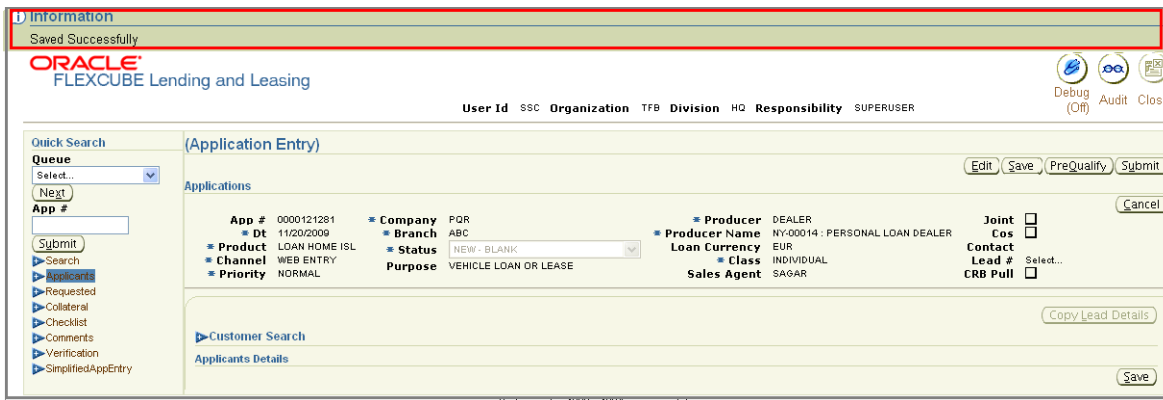 Information
Saved Successfully
ORACLE
FLEXCUBE Lending and Leasing
Debug (Off) Audit Clos
User Id SSC Organization TFB Division HQ Responsibility SUPERUSER
Quick Search
Queue
Select...
Next
App #
Submit
Search
Applicants
Requested
Collateral
Checklist
Comments
Verification
SimplifiedAppEntry
(Application Entry)
Edit Save PreQualify Submit
Applications
Cancel
App # 0000121281 * Company PQR * Producer DEALER Joint
* Dt 11/20/2009 * Branch ABC * Producer Name NY-00014 : PERSONAL LOAN DEALER Cos
* Product LOAN HOME ISL * Status NEW - BLANK Loan Currency EUR Contact
* Channel WEB ENTRY Purpose VEHICLE LOAN OR LEASE * Class INDIVIDUAL Lead # Select...
* Priority NORMAL Sales Agent SAGAR CRB Pull
Copy Lead Details
Customer Search
Applicants Details
Save